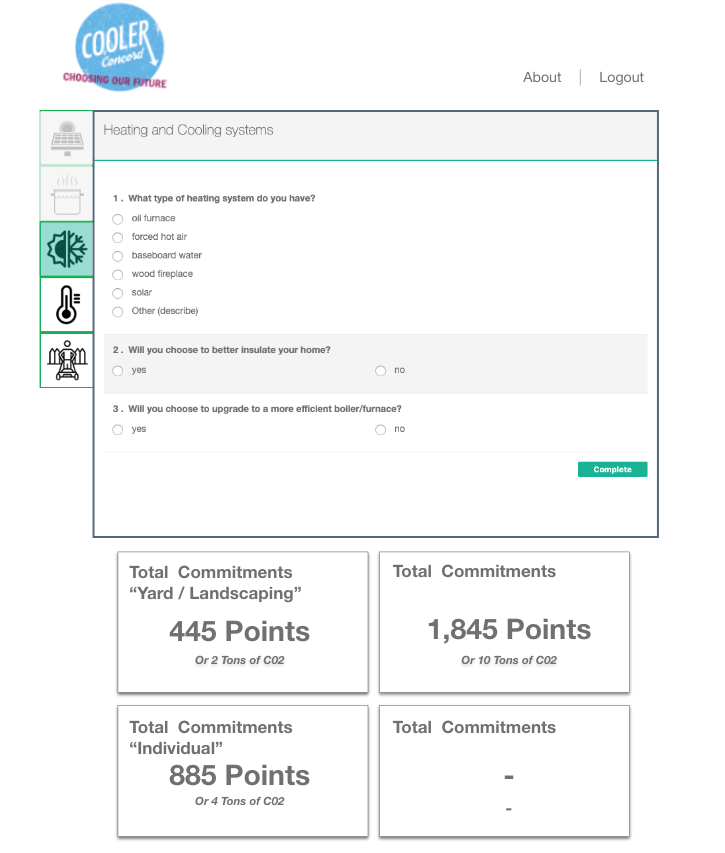 COOLER
Concord
CHOOSING OUR FUTURE
About | Logout
Heating and Cooling systems
1 . What type of heating system do you have?
oil furnace
forced hot air
baseboard water
wood fireplace
solar
Other (describe)
2 . Will you choose to better insulate your home?
yes no
3 . Will you choose to upgrade to a more efficient boiler/furnace?
yes no
Complete
Total Commitments
“Yard / Landscaping”
445 Points
Or 2 Tons of C02
Total Commitments
1,845 Points
Or 10 Tons of C02
Total Commitments
“Individual”
885 Points
Or 4 Tons of C02
Total Commitments
-
-